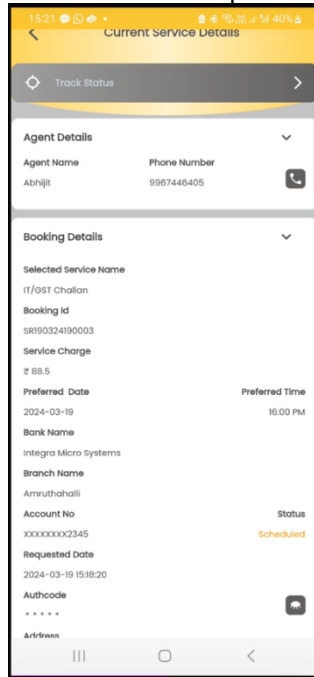 15:21
40%
Current Service Details
Track Status
Agent Details
Agent Name Phone Number
Abhijit 9967446405
Booking Details
Selected Service Name
IT/GST Challan
Booking Id
SR190324190003
Service Charge
₹ 88.5
Preferred Date Preferred Time
2024-03-19 16:00 PM
Bank Name
Integra Micro Systems
Branch Name
Amruthahalli
Account No Status
XXXXXXXX2345 Scheduled
Requested Date
2024-03-19 15:18:20
Authcode
* * * * *
Address